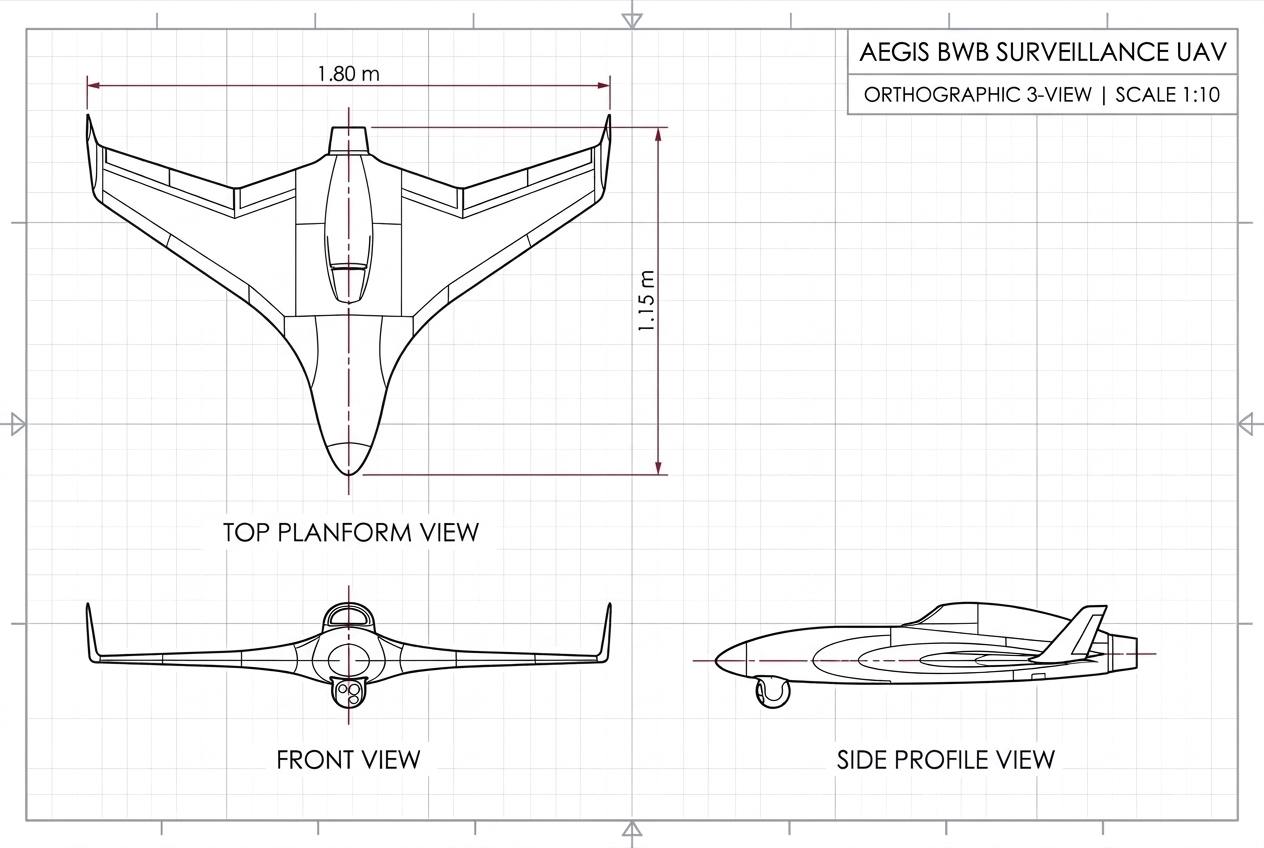 AEGIS BWB SURVEILLANCE UAV
ORTHOGRAPHIC 3-VIEW | SCALE 1:10
1.80 m
1.15 m
TOP PLANFORM VIEW
FRONT VIEW
SIDE PROFILE VIEW